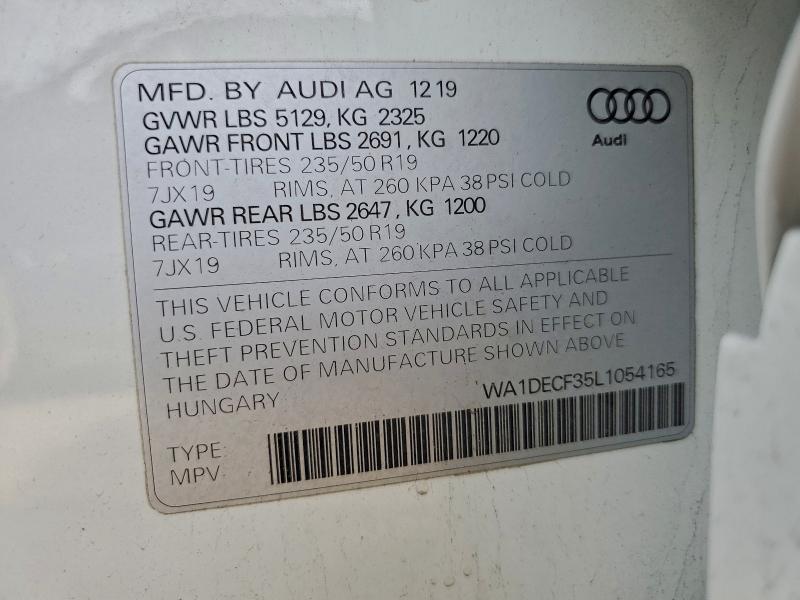 MFD. BY AUDI AG 12 19
GVWR LBS 5129, KG 2325
GAWR FRONT LBS 2691, KG 1220
FRONT-TIRES 235/50 R19
7JX19 RIMS, AT 260 KPA 38 PSI COLD
GAWR REAR LBS 2647, KG 1200
REAR-TIRES 235/50 R19
7JX19 RIMS, AT 260 KPA 38 PSI COLD
Audi
THIS VEHICLE CONFORMS TO ALL APPLICABLE
U.S. FEDERAL MOTOR VEHICLE SAFETY AND
THEFT PREVENTION STANDARDS IN EFFECT ON
THE DATE OF MANUFACTURE SHOWN ABOVE
HUNGARY WA1DECF35L1054165
TYPE:
MPV